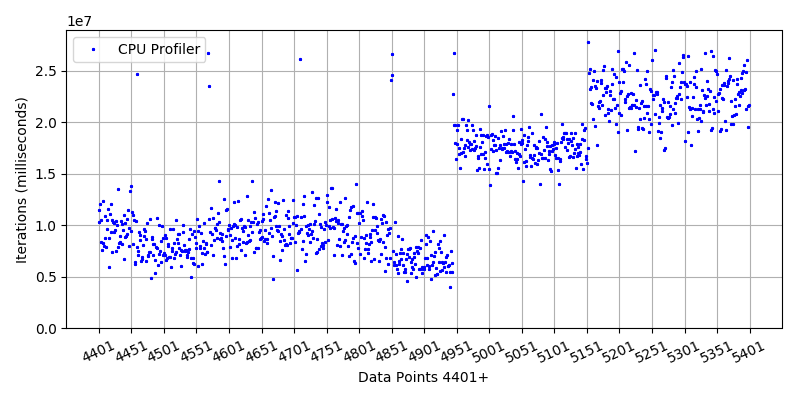 1e7
CPU Profiler
2.5
2.0
1.5
1.0
0.5
0.0
Iterations (milliseconds)
4401 4451 4501 4551 4601 4651 4701 4751 4801 4851 4901 4951 5001 5051 5101 5151 5201 5251 5301 5351 5401
Data Points 4401+